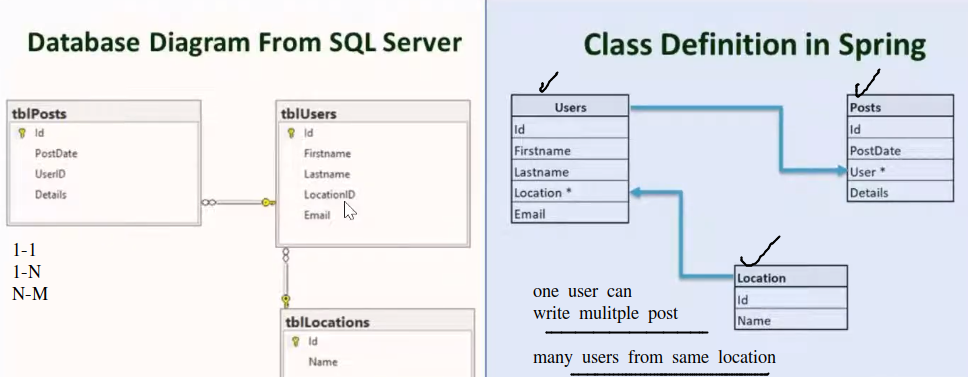 Database Diagram From SQL Server
tblPosts
Id
PostDate
UserID
Details
tblUsers
Id
Firstname
Lastname
LocationID
Email
1-1
1-N
N-M
tblLocations
Id
Name
Class Definition in Spring
Users
Id
Firstname
Lastname
Location *
Email
Posts
Id
PostDate
User *
Details
Location
Id
Name
one user can
write mulitple post
many users from same location